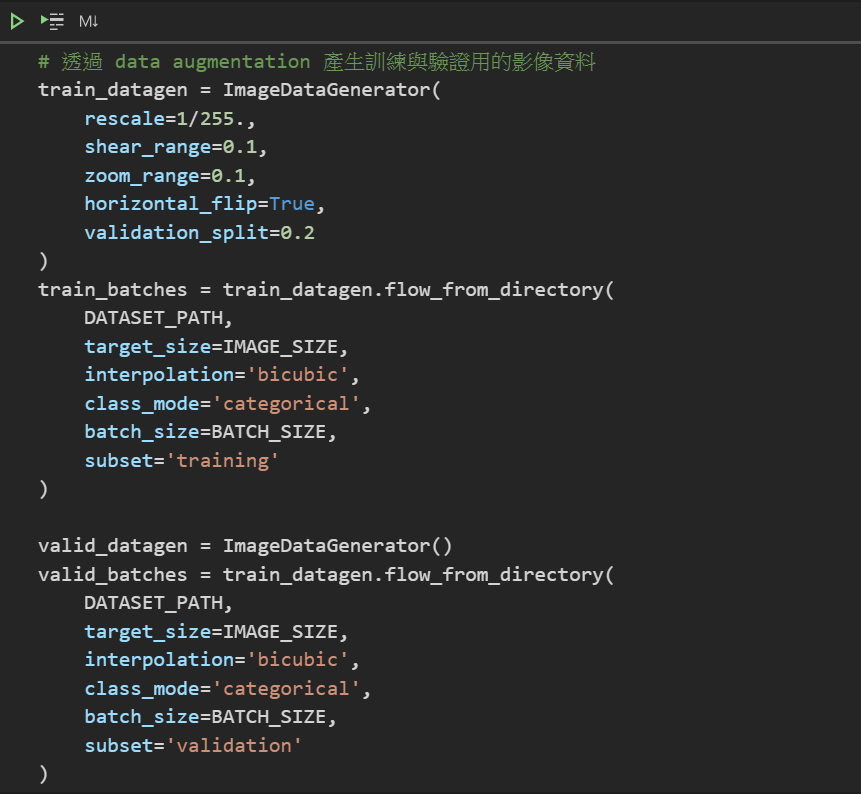 M↓
# 透過 data augmentation 產生訓練與驗證用的影像資料
train_datagen = ImageDataGenerator(
    rescale=1/255.,
    shear_range=0.1,
    zoom_range=0.1,
    horizontal_flip=True,
    validation_split=0.2
)
train_batches = train_datagen.flow_from_directory(
    DATASET_PATH,
    target_size=IMAGE_SIZE,
    interpolation='bicubic',
    class_mode='categorical',
    batch_size=BATCH_SIZE,
    subset='training'
)

valid_datagen = ImageDataGenerator()
valid_batches = train_datagen.flow_from_directory(
    DATASET_PATH,
    target_size=IMAGE_SIZE,
    interpolation='bicubic',
    class_mode='categorical',
    batch_size=BATCH_SIZE,
    subset='validation'
)